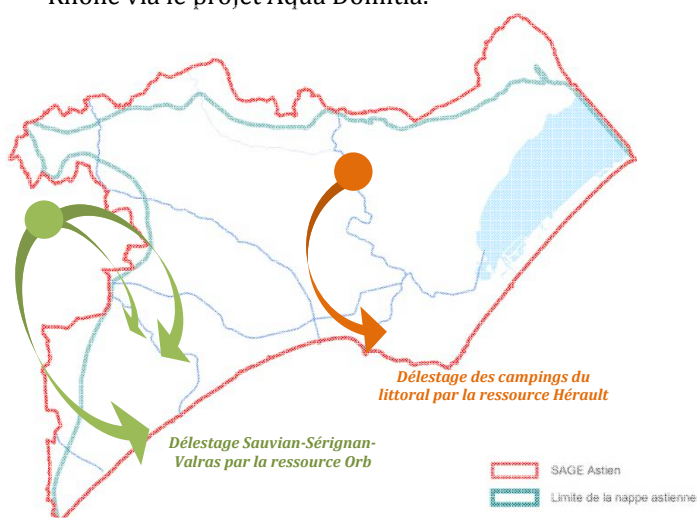 Rhône via le projet Aqua Domitia.
Délestage des campings du
littoral par la ressource Hérault
Délestage Sauvian-Sérignan-
Valras par la ressource Orb
SAGE Astien
Limite de la nappe astienne